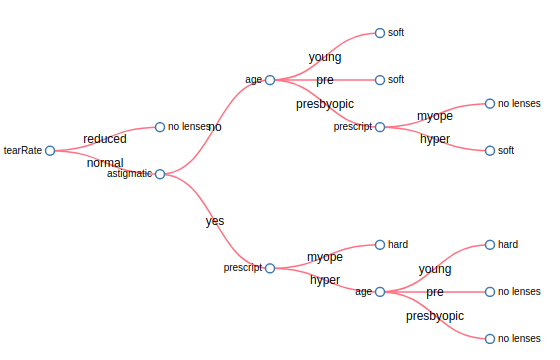 soft
young
age
pre
soft
presbyopic
no lenses
myope
prescript
no lenses
no
reduced
hyper
tearRate
soft
normal
astigmatic
yes
hard
hard
myope
young
prescript
hyper
age
pre
no lenses
presbyopic
no lenses